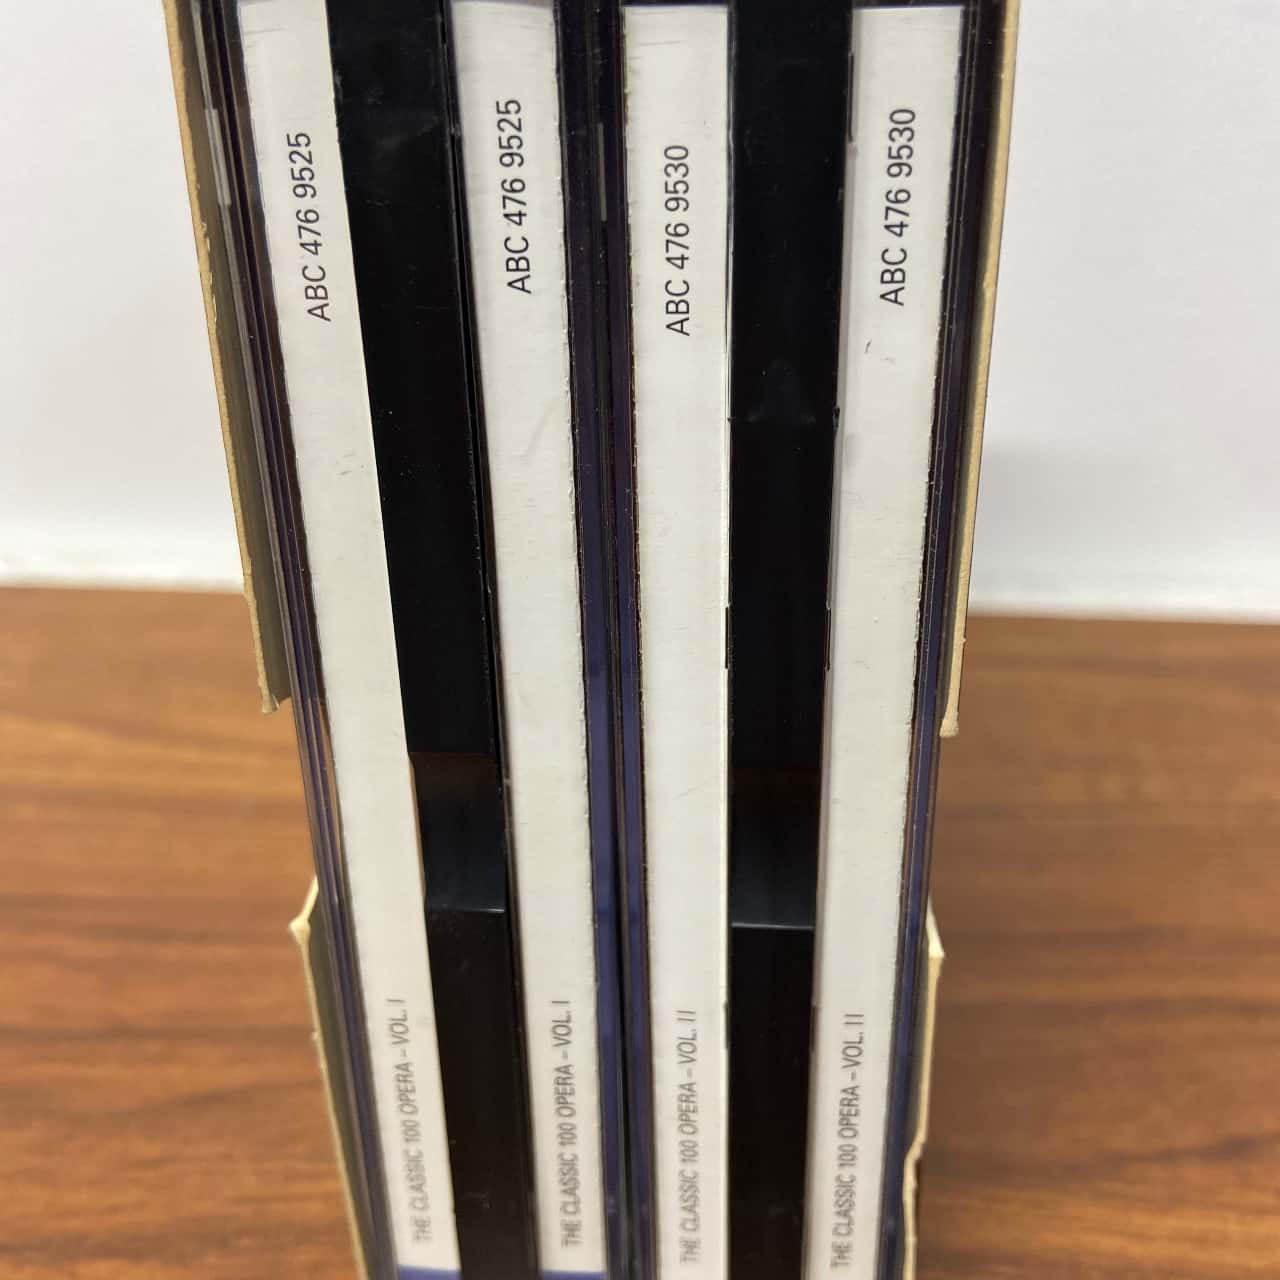 THE CLASSIC 100 OPERA – VOL. I
ABC 476 9525
THE CLASSIC 100 OPERA – VOL. I
ABC 476 9525
THE CLASSIC 100 OPERA – VOL. II
ABC 476 9530
THE CLASSIC 100 OPERA – VOL. II
ABC 476 9530